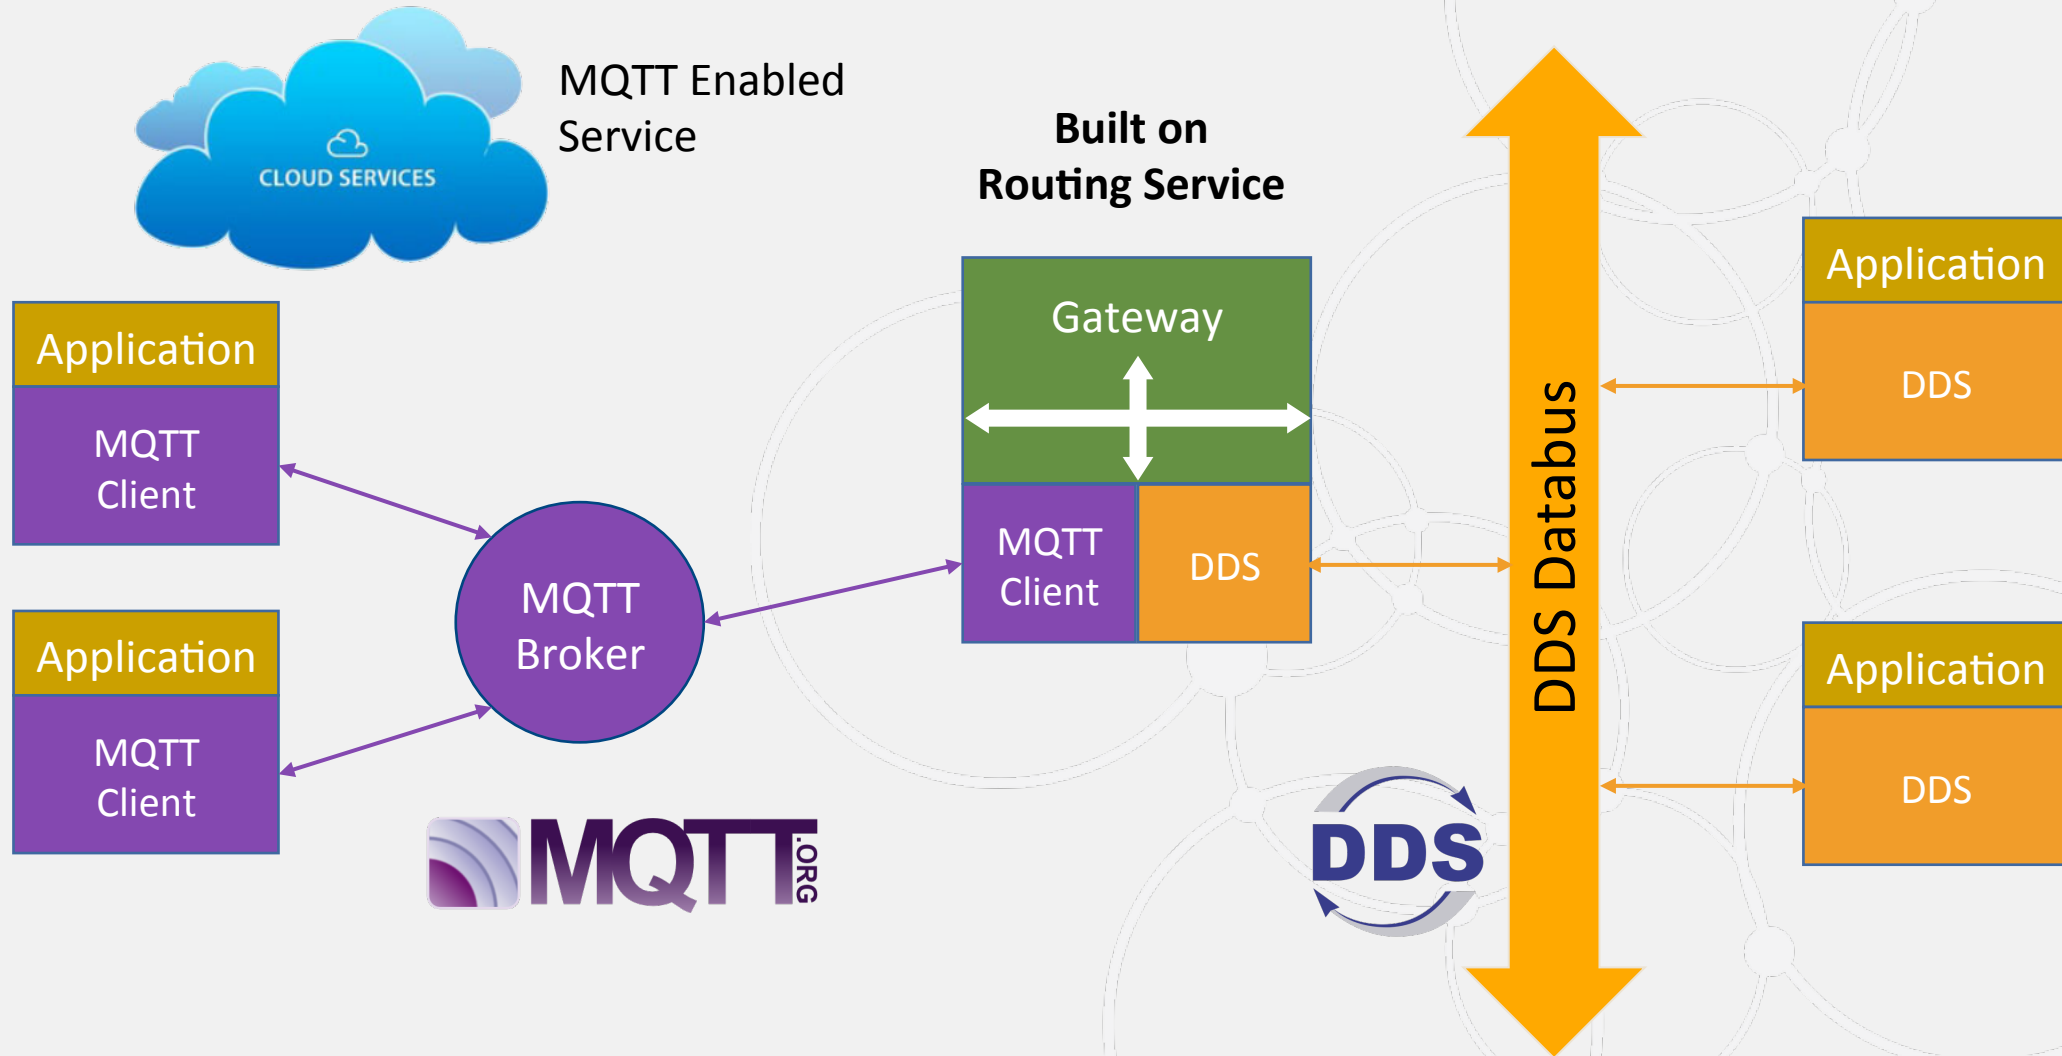 MQTT Enabled
Service
CLOUD SERVICES
Built on
Routing Service
Application
MQTT
Client
Application
MQTT
Client
MQTT
Broker
MQTT.ORG
Gateway
MQTT
Client
DDS
DDS
DDS Databus
Application
DDS
Application
DDS